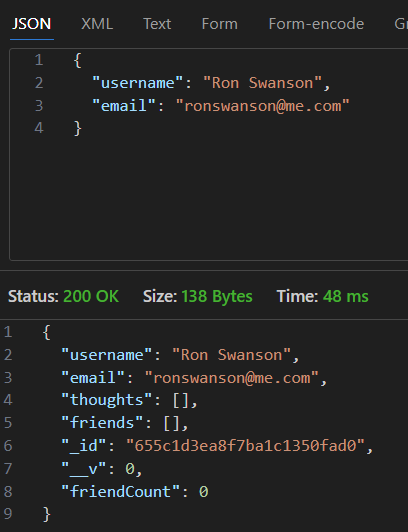 JSON XML Text Form Form-encode Gr
1 {
2 "username": "Ron Swanson",
3 "email": "ronswanson@me.com"
4 }
Status: 200 OK Size: 138 Bytes Time: 48 ms
1 {
2 "username": "Ron Swanson",
3 "email": "ronswanson@me.com",
4 "thoughts": [],
5 "friends": [],
6 "_id": "655c1d3ea8f7ba1c1350fad0",
7 "__v": 0,
8 "friendCount": 0
9 }